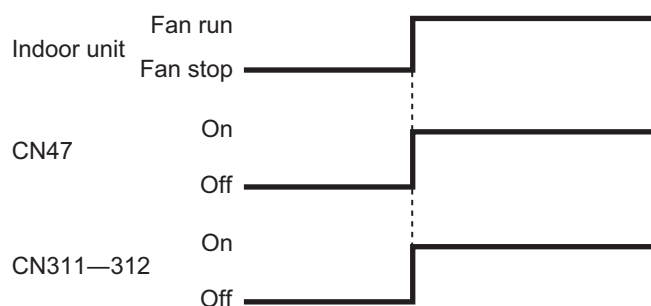 Fan run
Indoor unit
Fan stop
On
CN47
Off
On
CN311—312
Off